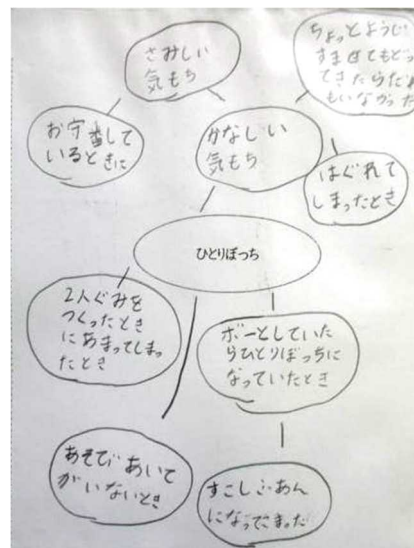 さみしい
気もち
ちょっとようじ
すませてもどっ
てきたらだれ
もいなかった
お守番して
いるときに
かなしい
気もち
はぐれて
しまったとき
ひとりぼっち
2人ぐみを
つくったとき
にあまってしまっ
たとき
ボーとしていた
らひとりぼっちに
なっていたとき
あそびあいて
がいないとき
すこしふあん
になってしまった